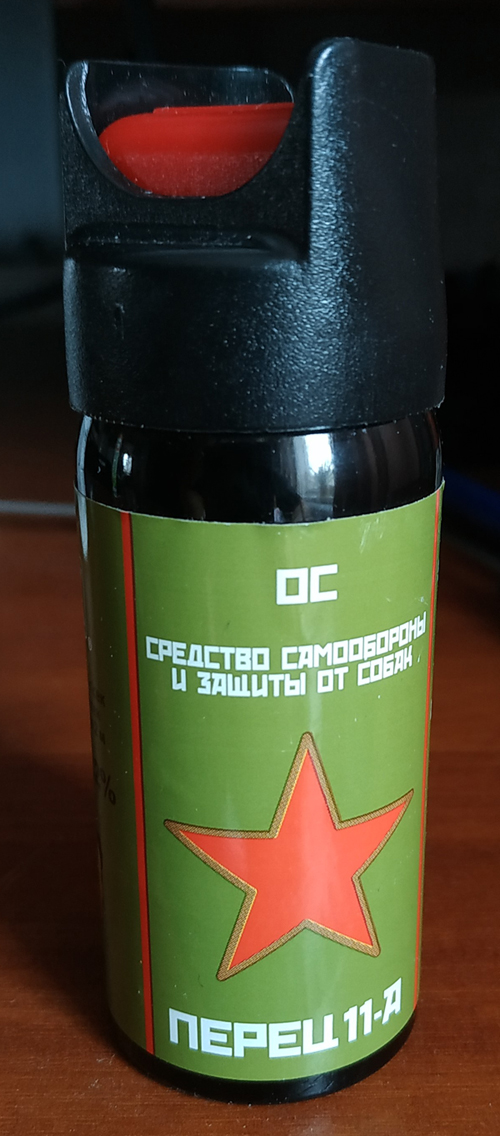 ОС
СРЕДСТВО САМООБОРОНЫ
И ЗАЩИТЫ ОТ СОБАК
ПЕРЕЦ 11-А